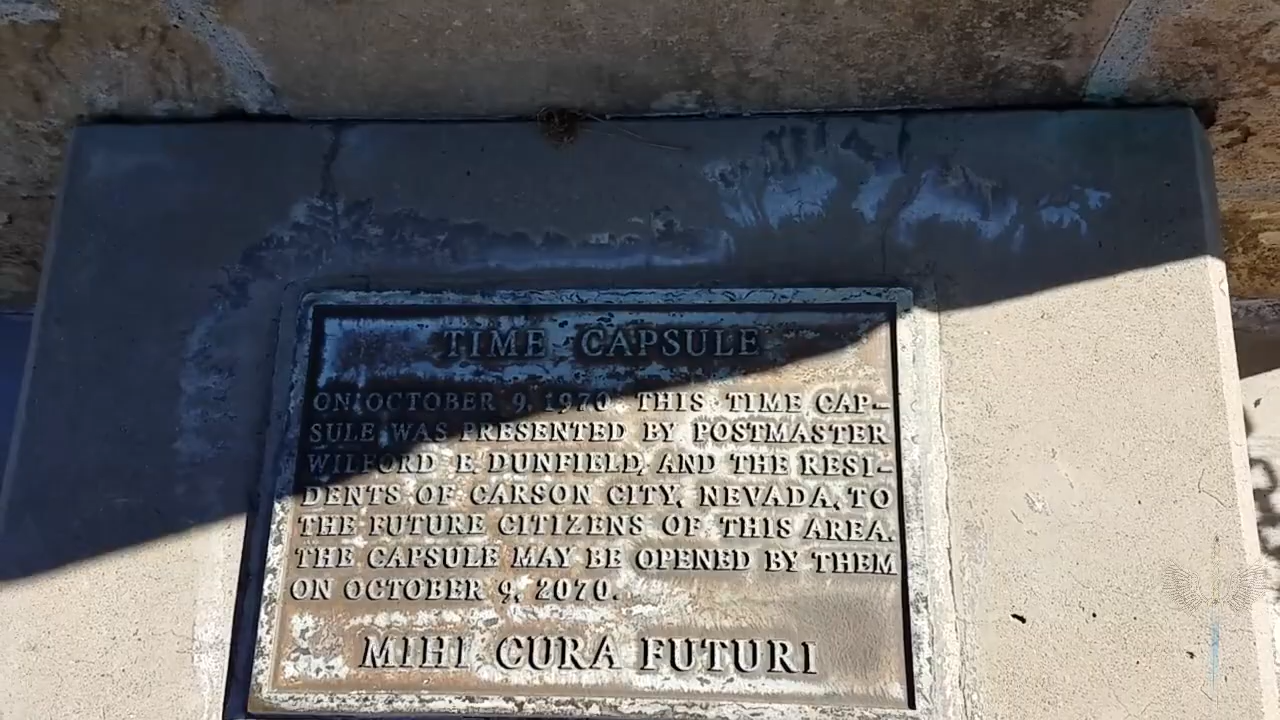 TIME CAPSULE
ON OCTOBER 9, 1970 THIS TIME CAP-
SULE WAS PRESENTED BY POSTMASTER
WILFORD E. DUNFIELD, AND THE RESI-
DENTS OF CARSON CITY, NEVADA, TO
THE FUTURE CITIZENS OF THIS AREA.
THE CAPSULE MAY BE OPENED BY THEM
ON OCTOBER 9, 2070.
MIHI CURA FUTURI